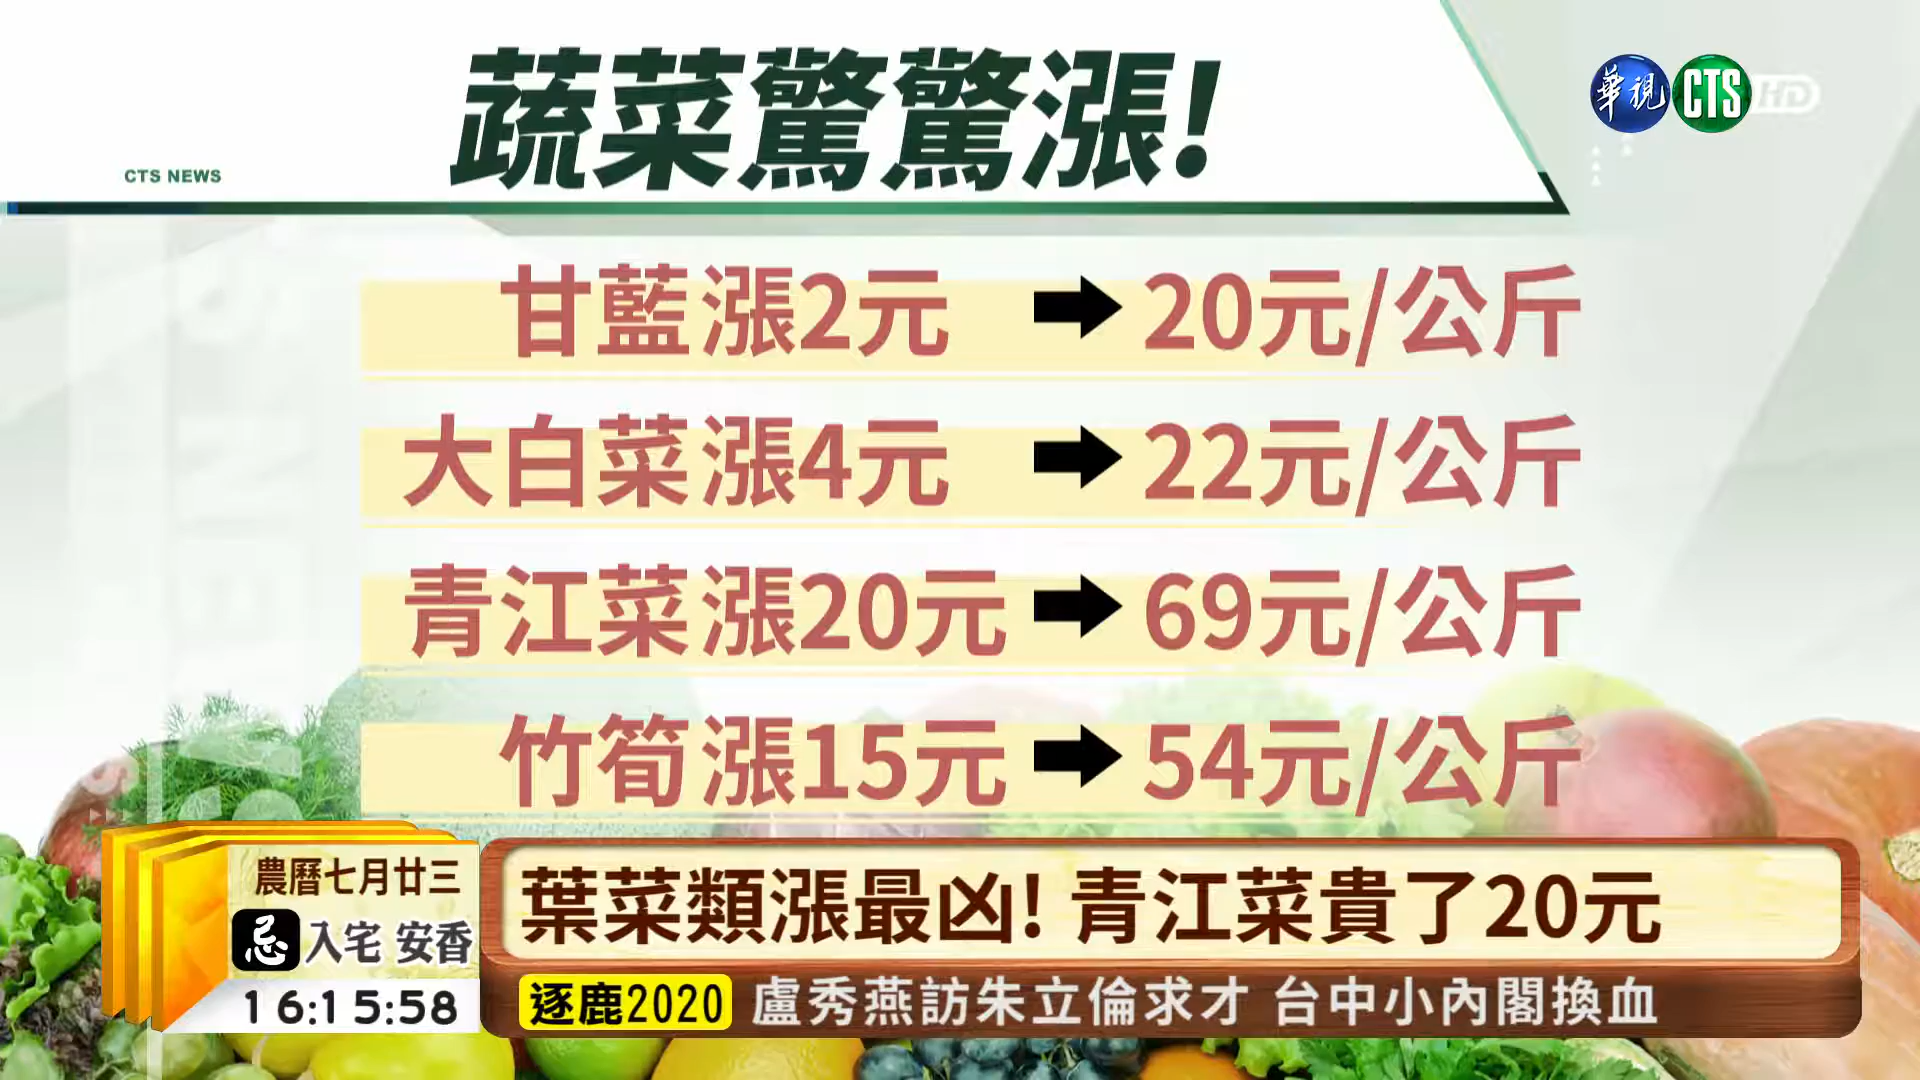 蔬菜驚驚漲!
華視 CTS HD
CTS NEWS
甘藍漲2元 → 20元/公斤
大白菜漲4元 → 22元/公斤
青江菜漲20元 → 69元/公斤
竹筍漲15元 → 54元/公斤
農曆七月廿三
忌 入宅 安香
16:15:58
葉菜類漲最凶! 青江菜貴了20元
逐鹿2020 盧秀燕訪朱立倫求才 台中小內閣換血